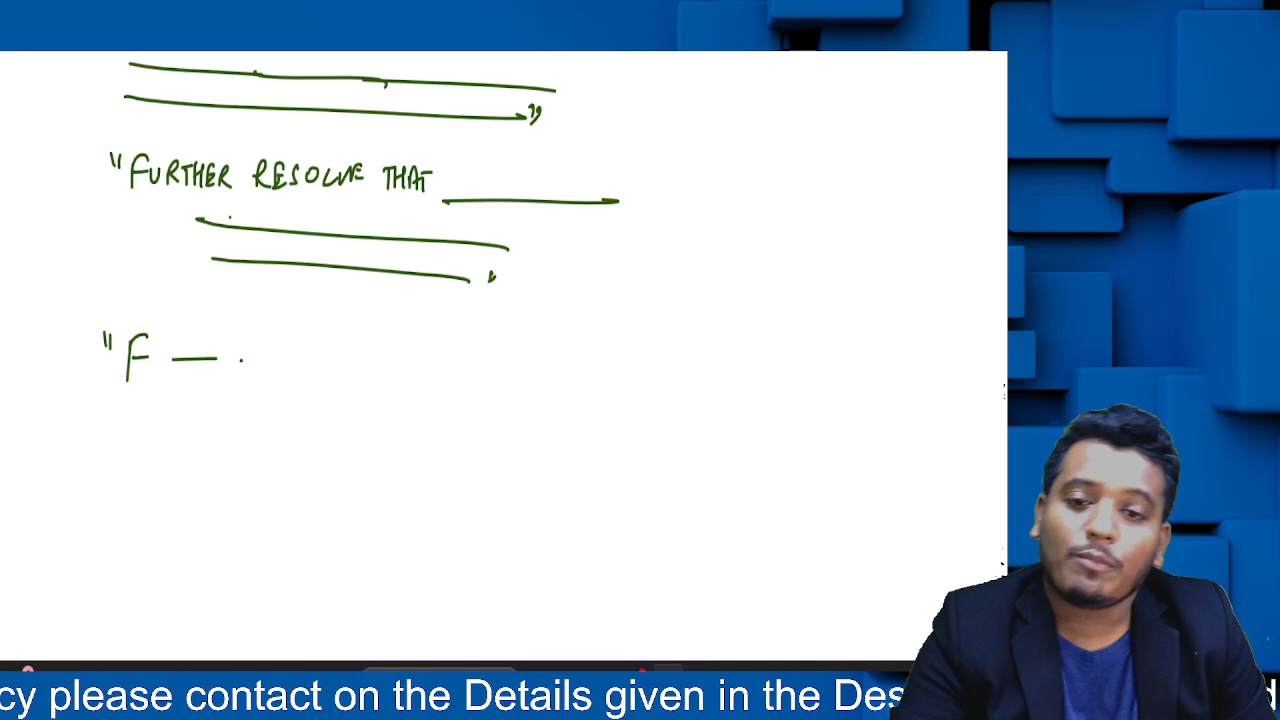 "FURTHER RESOLVE THAT
"F
cy please contact on the Details given in the Des